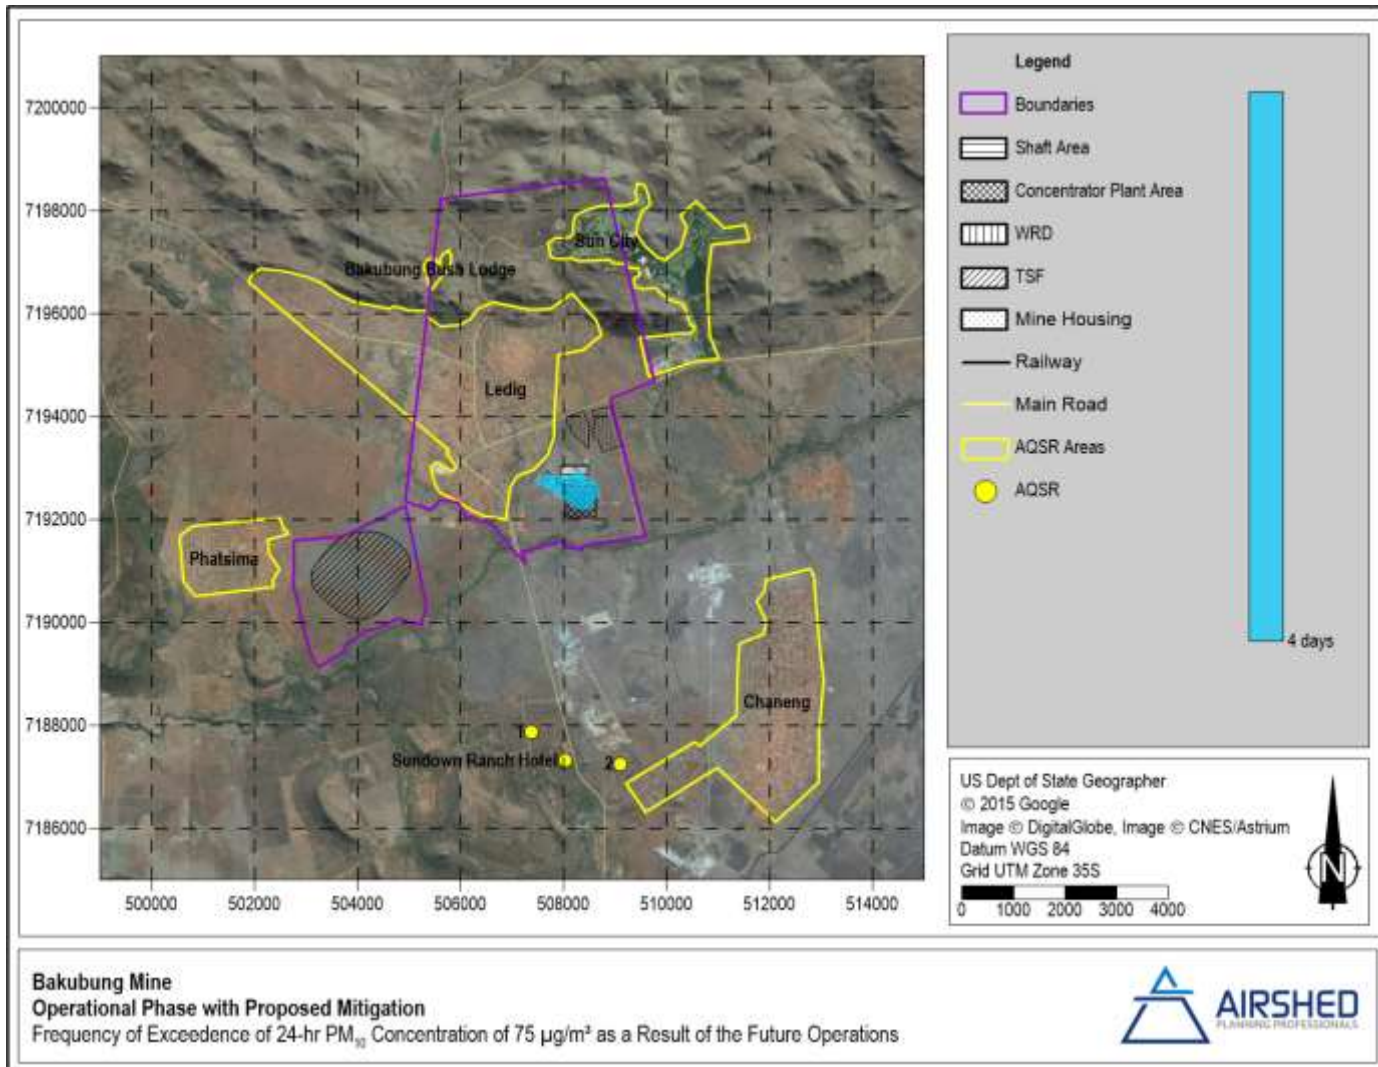 7200000
7198000
7196000
7194000
7192000
7190000
7188000
7186000
500000 502000 504000 506000 508000 510000 512000 514000
Sun City
Bakubung Bush Lodge
Ledig
Phatsima
Chaneng
1
Sundown Ranch Hotel
2
Legend
Boundaries
Shaft Area
Concentrator Plant Area
WRD
TSF
Mine Housing
Railway
Main Road
AQSR Areas
AQSR
4 days
US Dept of State Geographer
© 2015 Google
Image © DigitalGlobe, Image © CNES/Astrium
Datum WGS 84
Grid UTM Zone 35S
0 1000 2000 3000 4000
N
Bakubung Mine
Operational Phase with Proposed Mitigation
Frequency of Exceedence of 24-hr PM₁₀ Concentration of 75 µg/m³ as a Result of the Future Operations
AIRSHED
PLANNING PROFESSIONALS